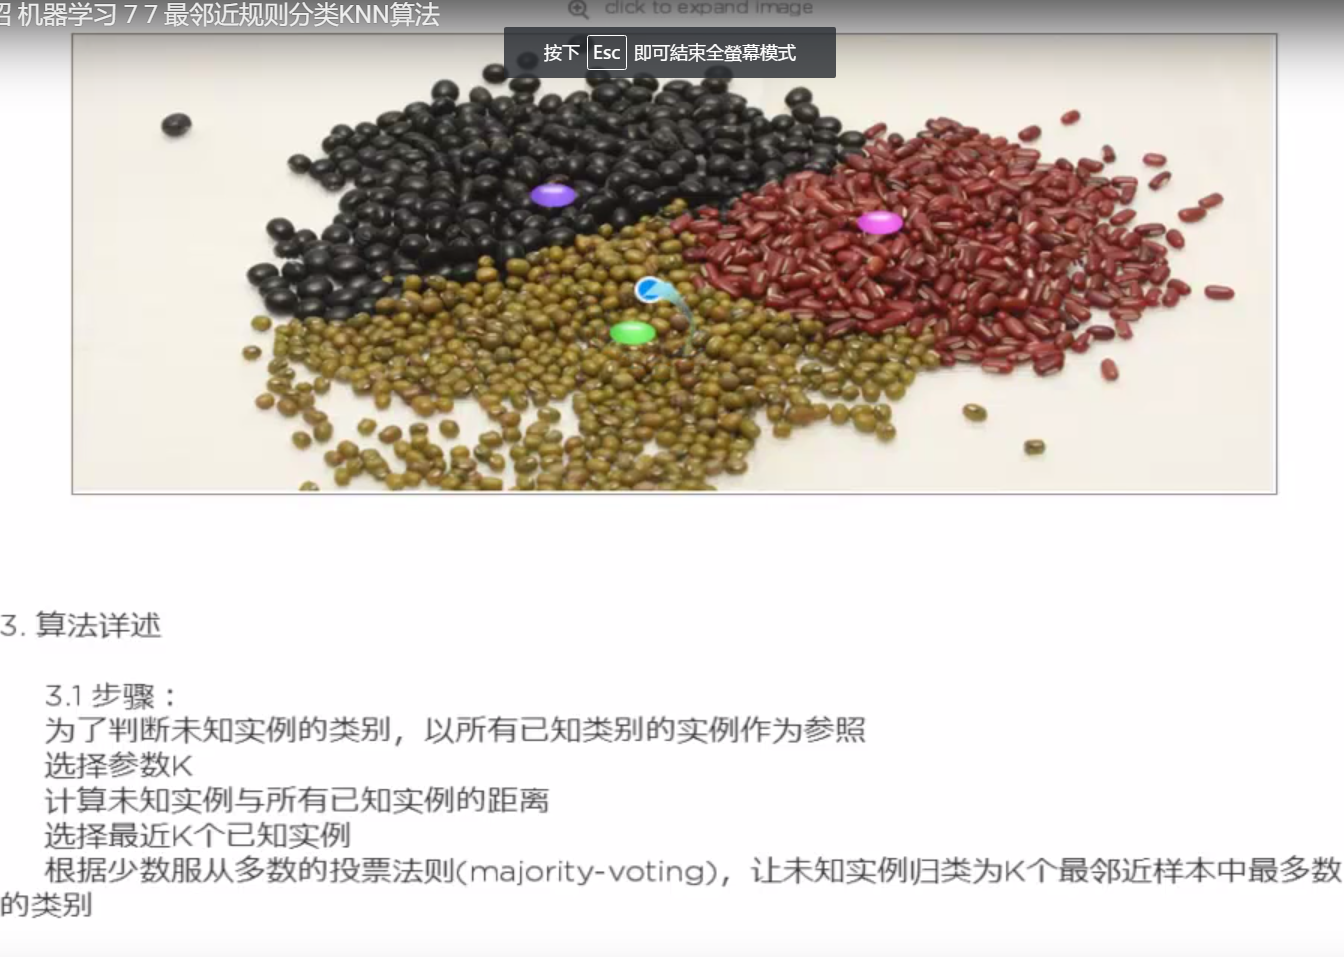 绍 机器学习 7 7 最邻近规则分类KNN算法
click to expand image
按下 Esc 即可結束全螢幕模式
3. 算法详述
3.1 步骤：
为了判断未知实例的类别，以所有已知类别的实例作为参照
选择参数K
计算未知实例与所有已知实例的距离
选择最近K个已知实例
根据少数服从多数的投票法则(majority-voting)，让未知实例归类为K个最邻近样本中最多数
的类别